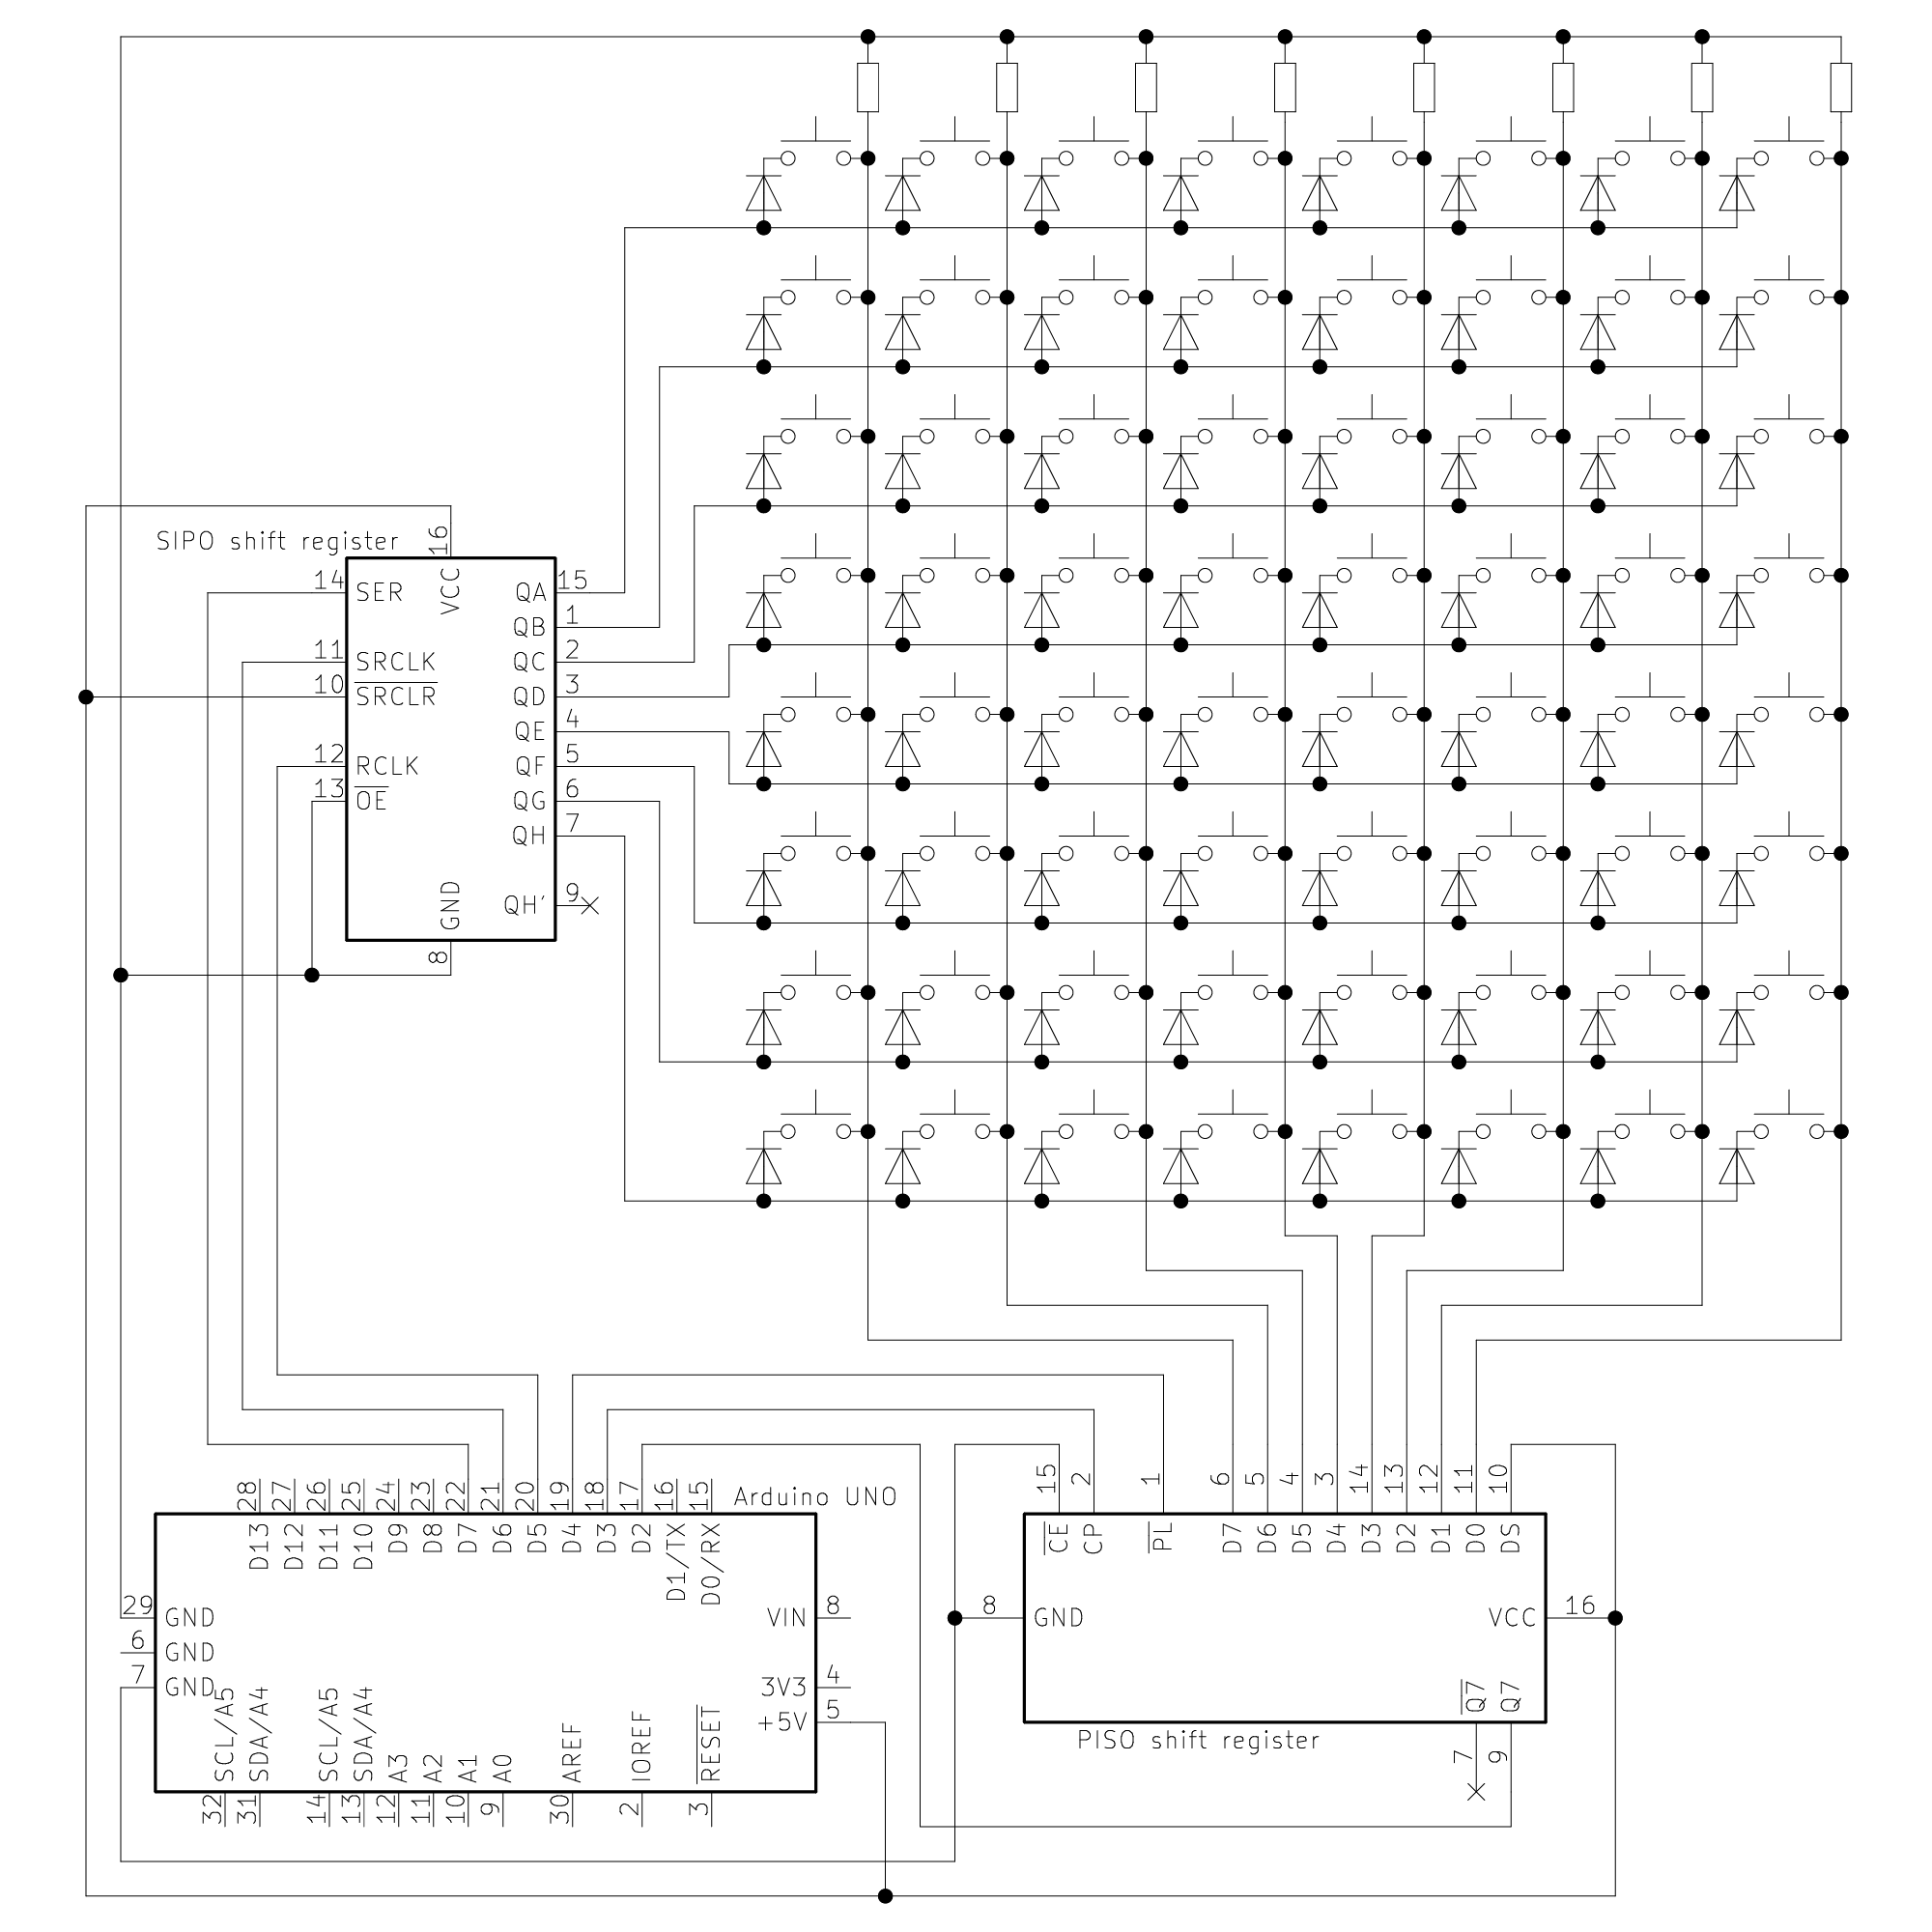 SIPO shift register
16
VCC
14 SER QA 15
QB 1
11 SRCLK QC 2
10 SRCLR QD 3
QE 4
12 RCLK QF 5
13 OE QG 6
QH 7
QH' 9
GND
8
Arduino UNO
28 27 26 25 24 23 22 21 20 19 18 17 16 15
D13 D12 D11 D10 D9 D8 D7 D6 D5 D4 D3 D2 D1/TX D0/RX
29 GND VIN 8
6 GND
7 GND 3V3 4
+5V 5
SCL/A5 SDA/A4 SCL/A5 SDA/A4 A3 A2 A1 A0 AREF IOREF RESET
32 31 14 13 12 11 10 9 30 2 3
15 2 1 6 5 4 3 14 13 12 11 10
CE CP PL D7 D6 D5 D4 D3 D2 D1 D0 DS
8 GND VCC 16
Q7 Q7
PISO shift register
7 9